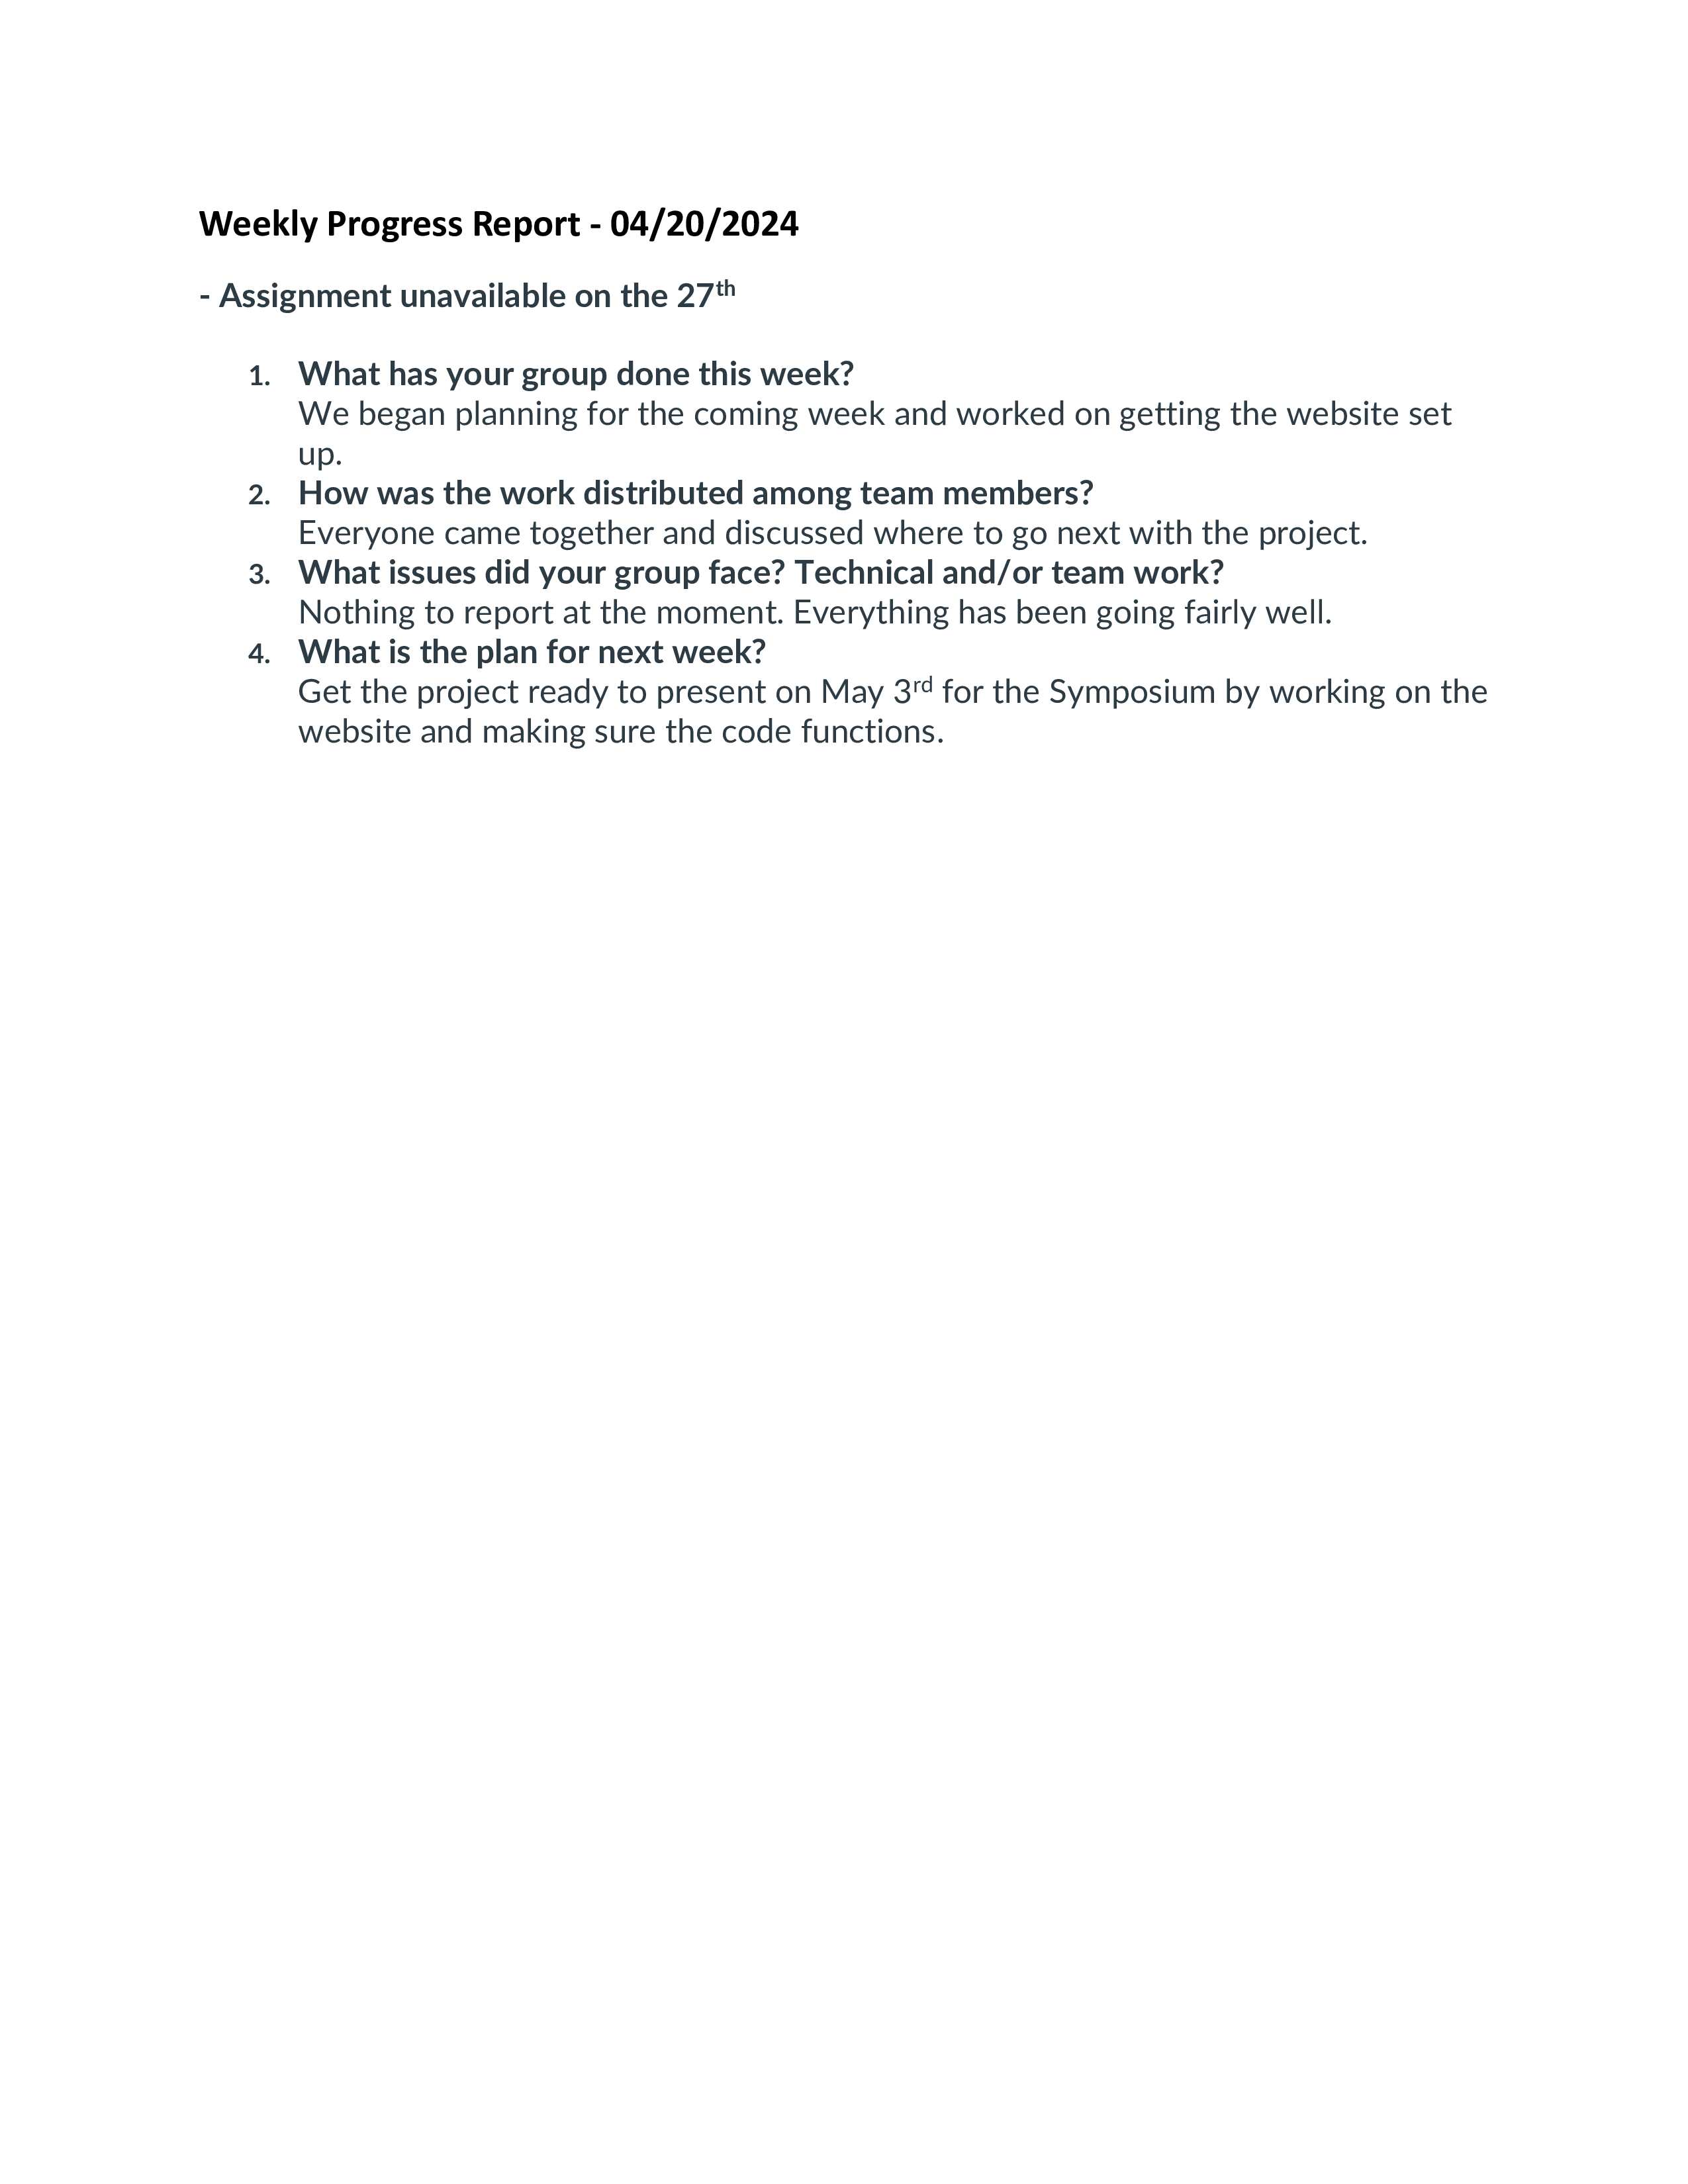 Weekly Progress Report - 04/20/2024
- Assignment unavailable on the 27th
1. What has your group done this week?
We began planning for the coming week and worked on getting the website set
up.
2. How was the work distributed among team members?
Everyone came together and discussed where to go next with the project.
3. What issues did your group face? Technical and/or team work?
Nothing to report at the moment. Everything has been going fairly well.
4. What is the plan for next week?
Get the project ready to present on May 3rd for the Symposium by working on the
website and making sure the code functions.